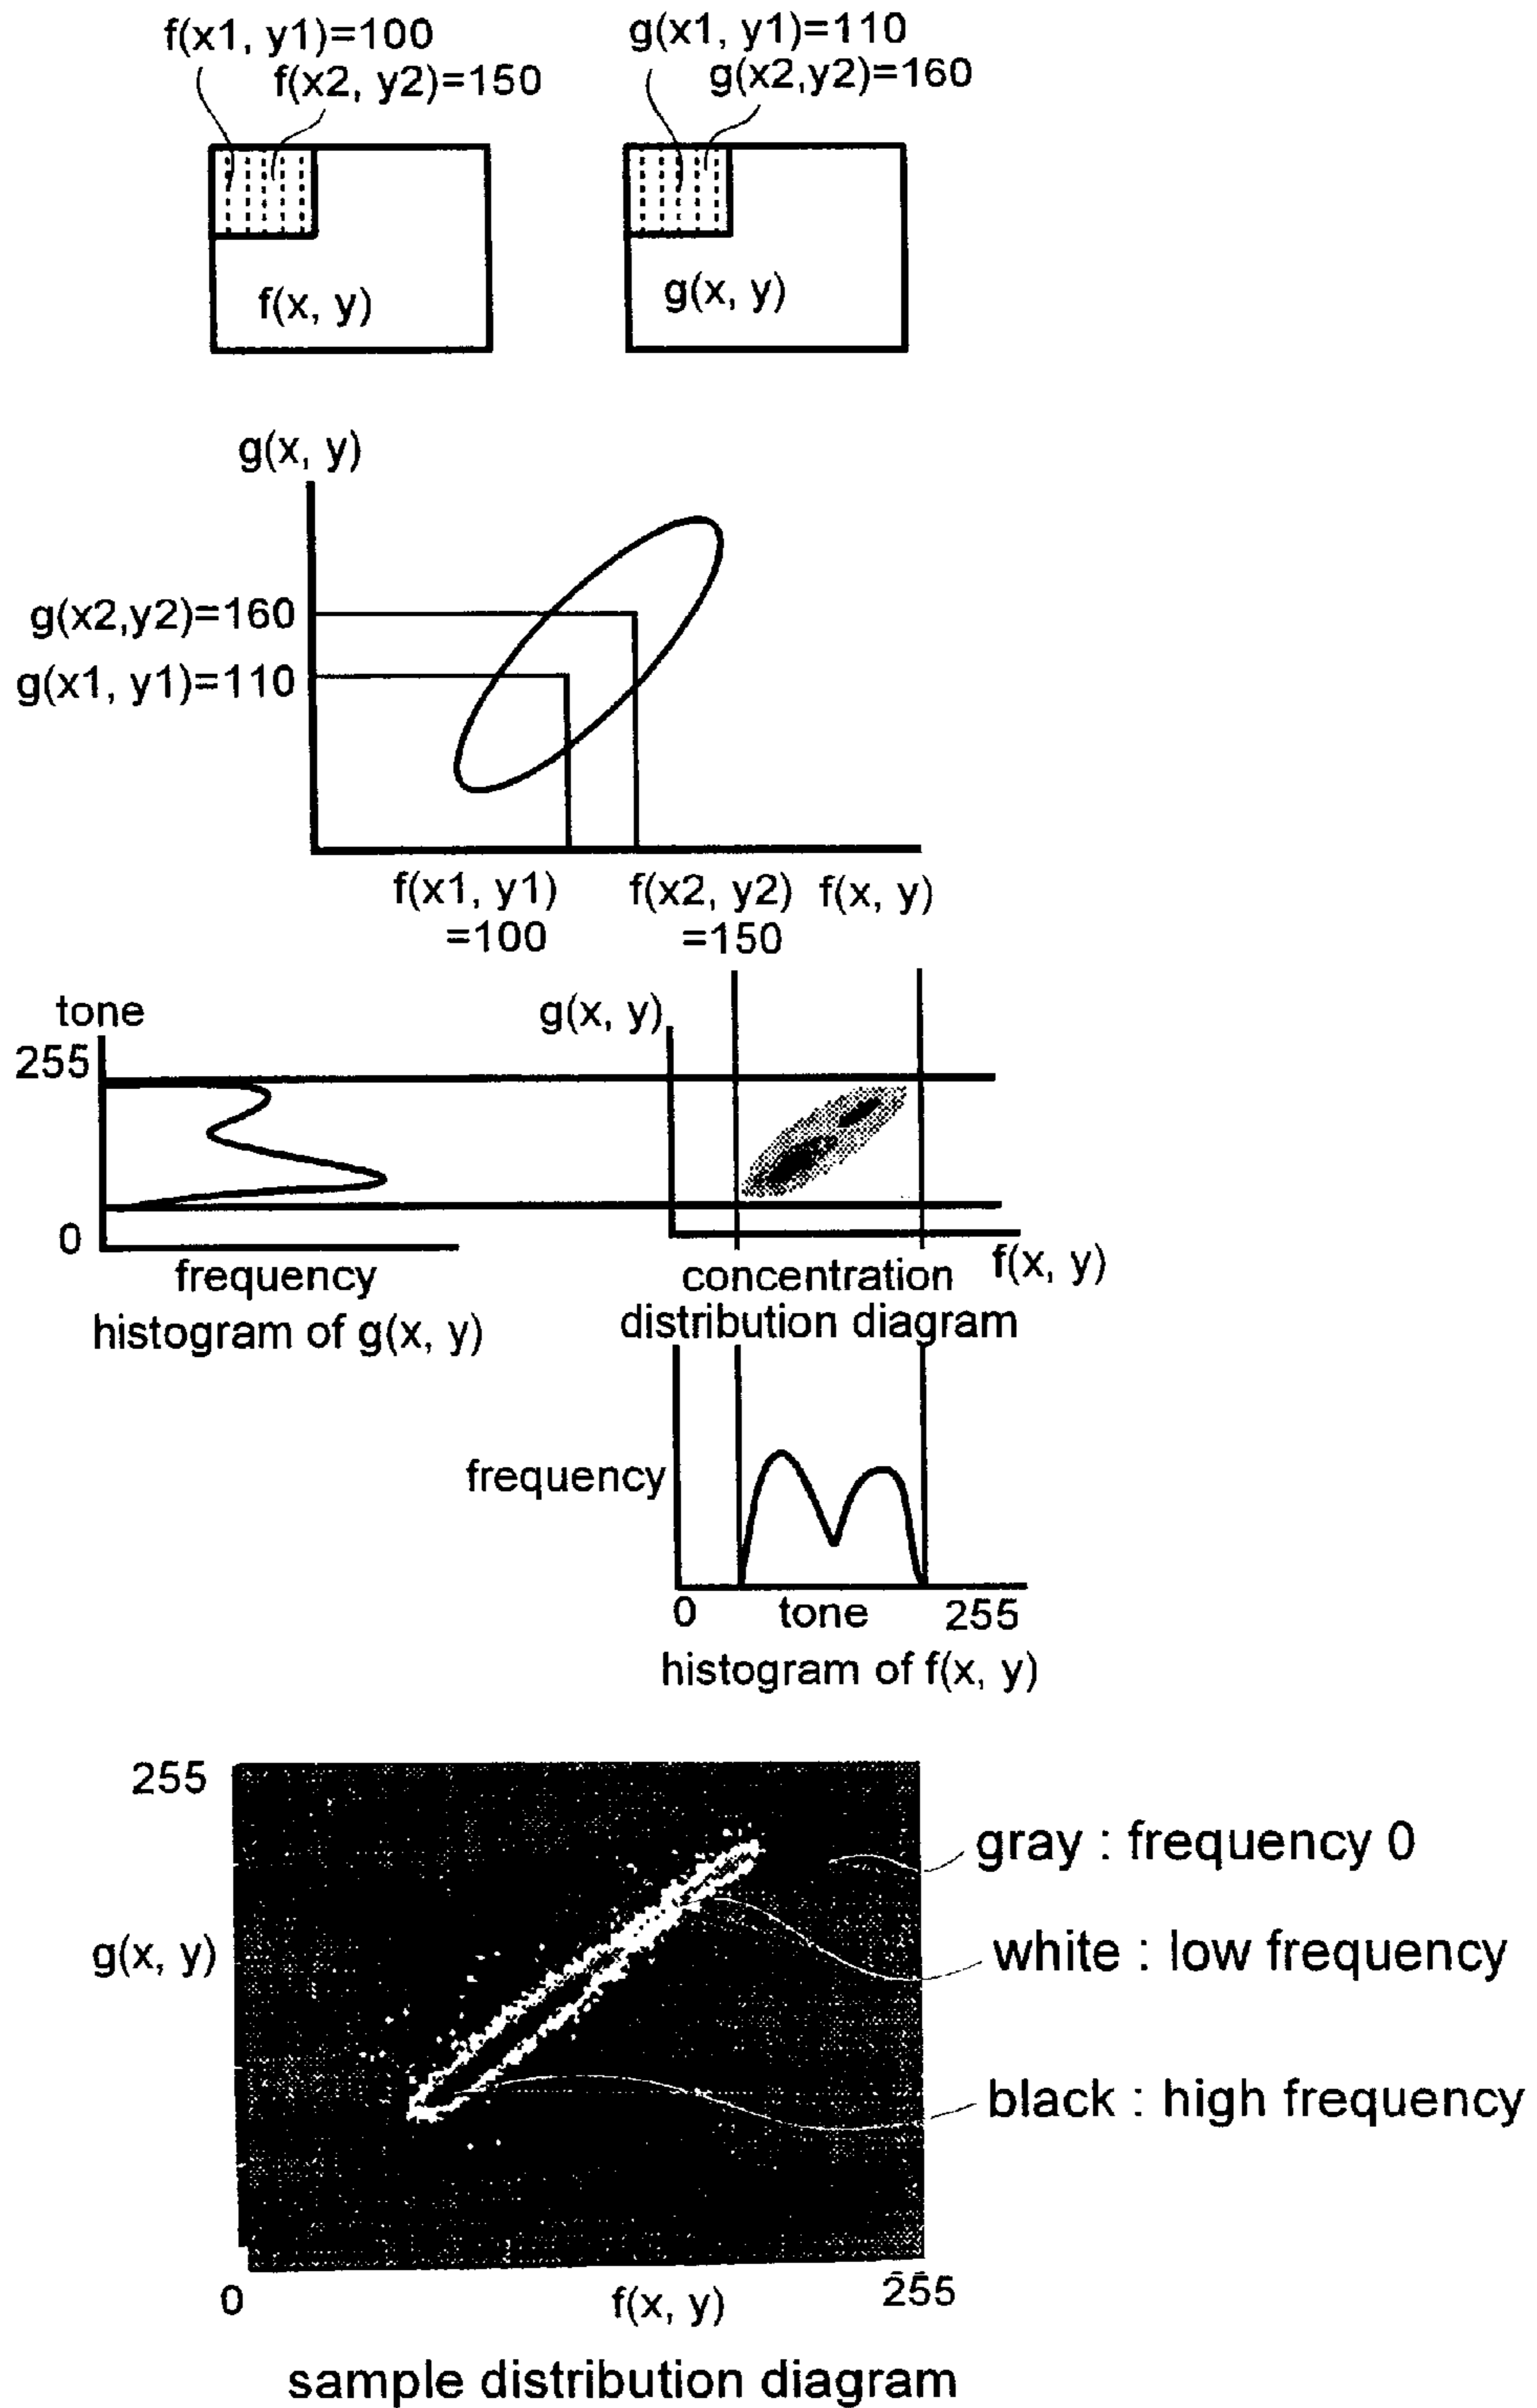 f(x1, y1)=100
f(x2, y2)=150
g(x1, y1)=110
g(x2,y2)=160
f(x, y)
g(x, y)
g(x, y)
g(x2,y2)=160
g(x1, y1)=110
f(x1, y1)
=100
f(x2, y2)
=150
f(x, y)
tone
255
0
frequency
histogram of g(x, y)
g(x, y)
f(x, y)
concentration
distribution diagram
frequency
0
tone
255
histogram of f(x, y)
255
g(x, y)
gray : frequency 0
white : low frequency
black : high frequency
0
f(x, y)
255
sample distribution diagram